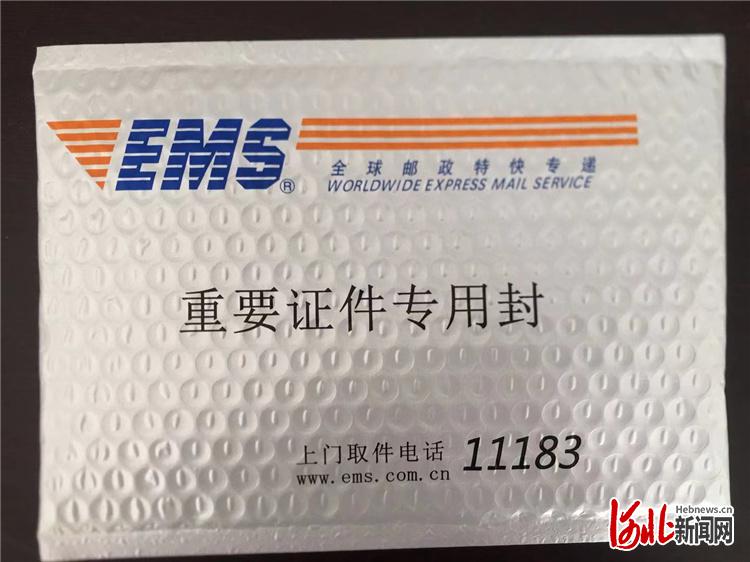 EMS®
全球邮政特快专递
WORLDWIDE EXPRESS MAIL SERVICE
重要证件专用封
上门取件电话 11183
www.ems.com.cn
Hebnews.cn
河北新闻网